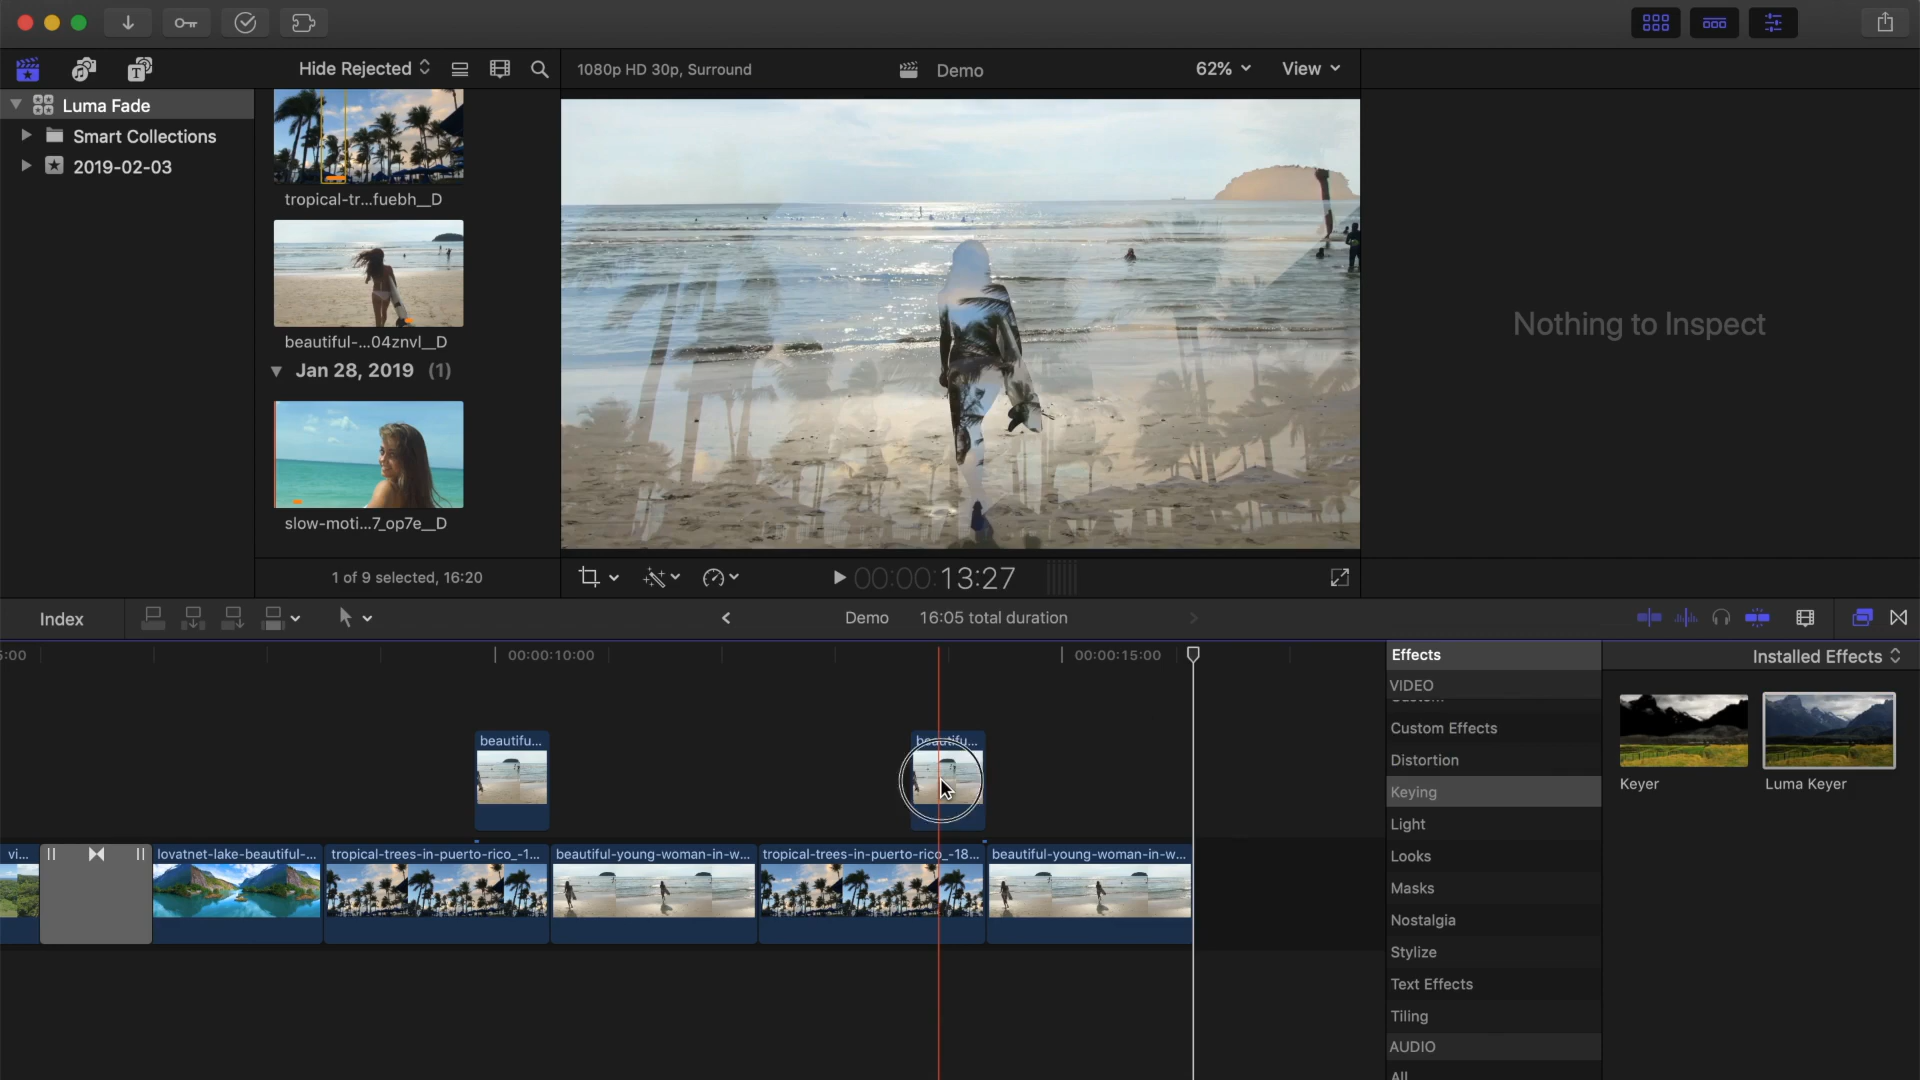 Hide Rejected
1080p HD 30p, Surround
Demo
62%
View
Luma Fade
Smart Collections
2019-02-03
tropical-tr...fuebh__D
beautiful-...04znvl__D
Jan 28, 2019 (1)
slow-moti...7_op7e__D
Nothing to Inspect
1 of 9 selected, 16:20
00:00:13:27
Index
Demo
16:05 total duration
5:00
00:00:10:00
00:00:15:00
Effects
Installed Effects
VIDEO
Custom Effects
Distortion
Keying
Light
Looks
Masks
Nostalgia
Stylize
Text Effects
Tiling
AUDIO
All
Keyer
Luma Keyer
beautifu...
beautifu...
vi...
lovatnet-lake-beautiful-...
tropical-trees-in-puerto-rico_-1...
beautiful-young-woman-in-w...
tropical-trees-in-puerto-rico_-18...
beautiful-young-woman-in-w...